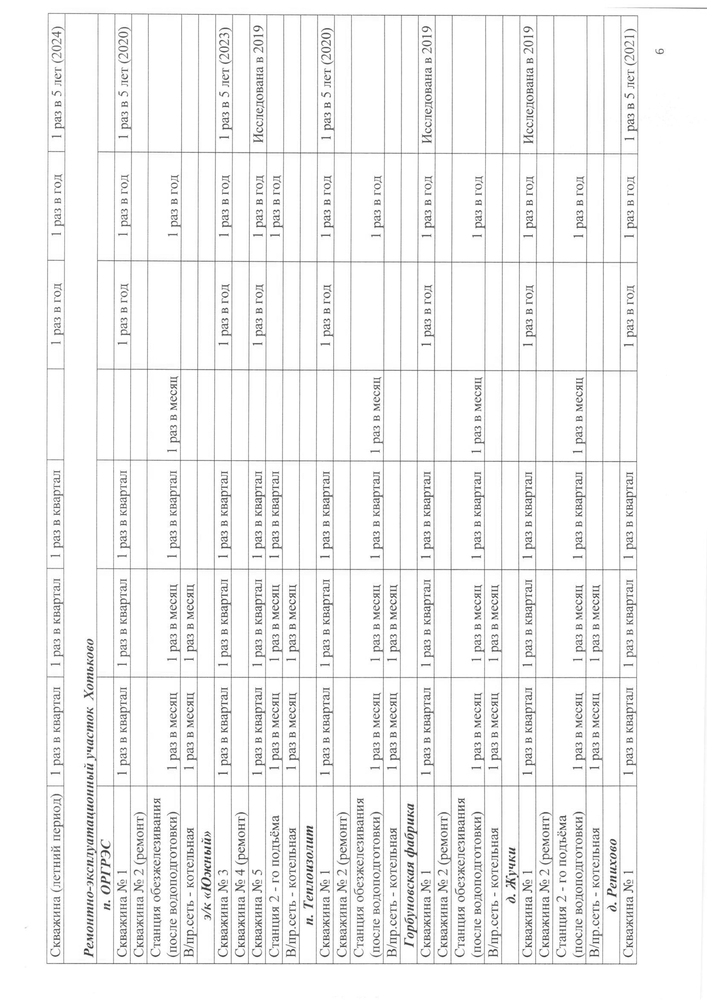 Скважина (летний период) 1 раз в квартал 1 раз в квартал 1 раз в квартал 1 раз в год 1 раз в год 1 раз в 5 лет (2024)
Ремонтно-эксплуатационный участок Хотьково
п. ОРГРЭС
Скважина № 1 1 раз в квартал 1 раз в квартал 1 раз в квартал 1 раз в год 1 раз в год 1 раз в 5 лет (2020)
Скважина № 2 (ремонт)
Станция обезжелезивания
(после водоподготовки) 1 раз в месяц 1 раз в месяц 1 раз в квартал 1 раз в месяц 1 раз в год
В/пр.сеть - котельная 1 раз в месяц 1 раз в месяц
э/к «Южный»
Скважина № 3 1 раз в квартал 1 раз в квартал 1 раз в квартал 1 раз в год 1 раз в год 1 раз в 5 лет (2023)
Скважина № 4 (ремонт)
Скважина № 5 1 раз в квартал 1 раз в квартал 1 раз в квартал 1 раз в год 1 раз в год Исследована в 2019
Станция 2 - го подъёма 1 раз в месяц 1 раз в месяц 1 раз в квартал 1 раз в год
В/пр.сеть - котельная 1 раз в месяц 1 раз в месяц
п. Теплоизолит
Скважина № 1 1 раз в квартал 1 раз в квартал 1 раз в квартал 1 раз в год 1 раз в год 1 раз в 5 лет (2020)
Скважина № 2 (ремонт)
Станция обезжелезивания
(после водоподготовки) 1 раз в месяц 1 раз в месяц 1 раз в квартал 1 раз в месяц 1 раз в год
В/пр.сеть - котельная 1 раз в месяц 1 раз в месяц
Горбуновская фабрика
Скважина № 1 1 раз в квартал 1 раз в квартал 1 раз в квартал 1 раз в год 1 раз в год Исследована в 2019
Скважина № 2 (ремонт)
Станция обезжелезивания
(после водоподготовки) 1 раз в месяц 1 раз в месяц 1 раз в квартал 1 раз в месяц 1 раз в год
В/пр.сеть - котельная 1 раз в месяц 1 раз в месяц
д. Жучки
Скважина № 1 1 раз в квартал 1 раз в квартал 1 раз в квартал 1 раз в год 1 раз в год Исследована в 2019
Скважина № 2 (ремонт)
Станция 2 - го подъёма
(после водоподготовки) 1 раз в месяц 1 раз в месяц 1 раз в квартал 1 раз в месяц 1 раз в год
В/пр.сеть - котельная 1 раз в месяц 1 раз в месяц
д. Репихово
Скважина № 1 1 раз в квартал 1 раз в квартал 1 раз в квартал 1 раз в год 1 раз в год 1 раз в 5 лет (2021)
6